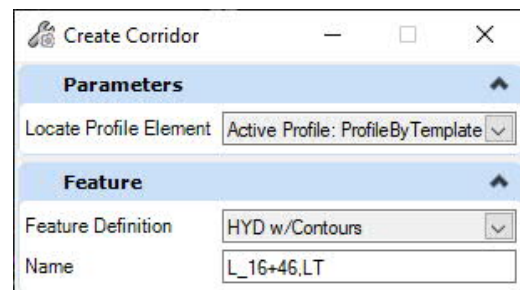 Create Corridor
Parameters
Locate Profile Element Active Profile: ProfileByTemplate
Feature
Feature Definition HYD w/Contours
Name L_16+46,LT